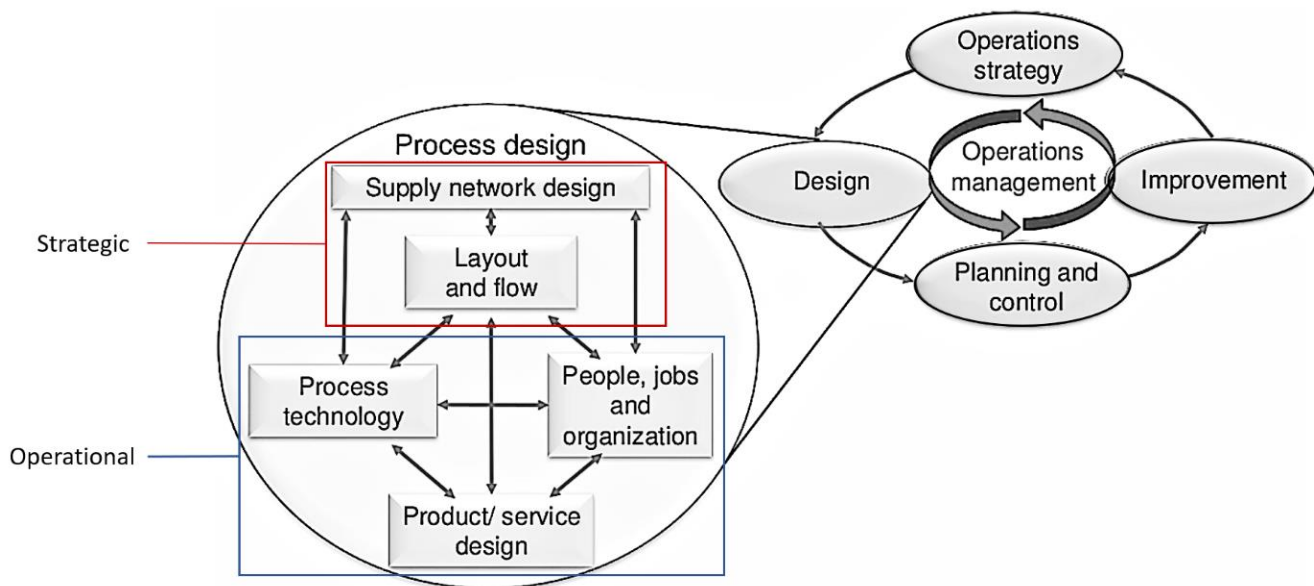 Operations
strategy
Design
Operations
management
Improvement
Planning and
control
Process design
Supply network design
Strategic
Layout
and flow
Process
technology
People, jobs
and
organization
Operational
Product/ service
design